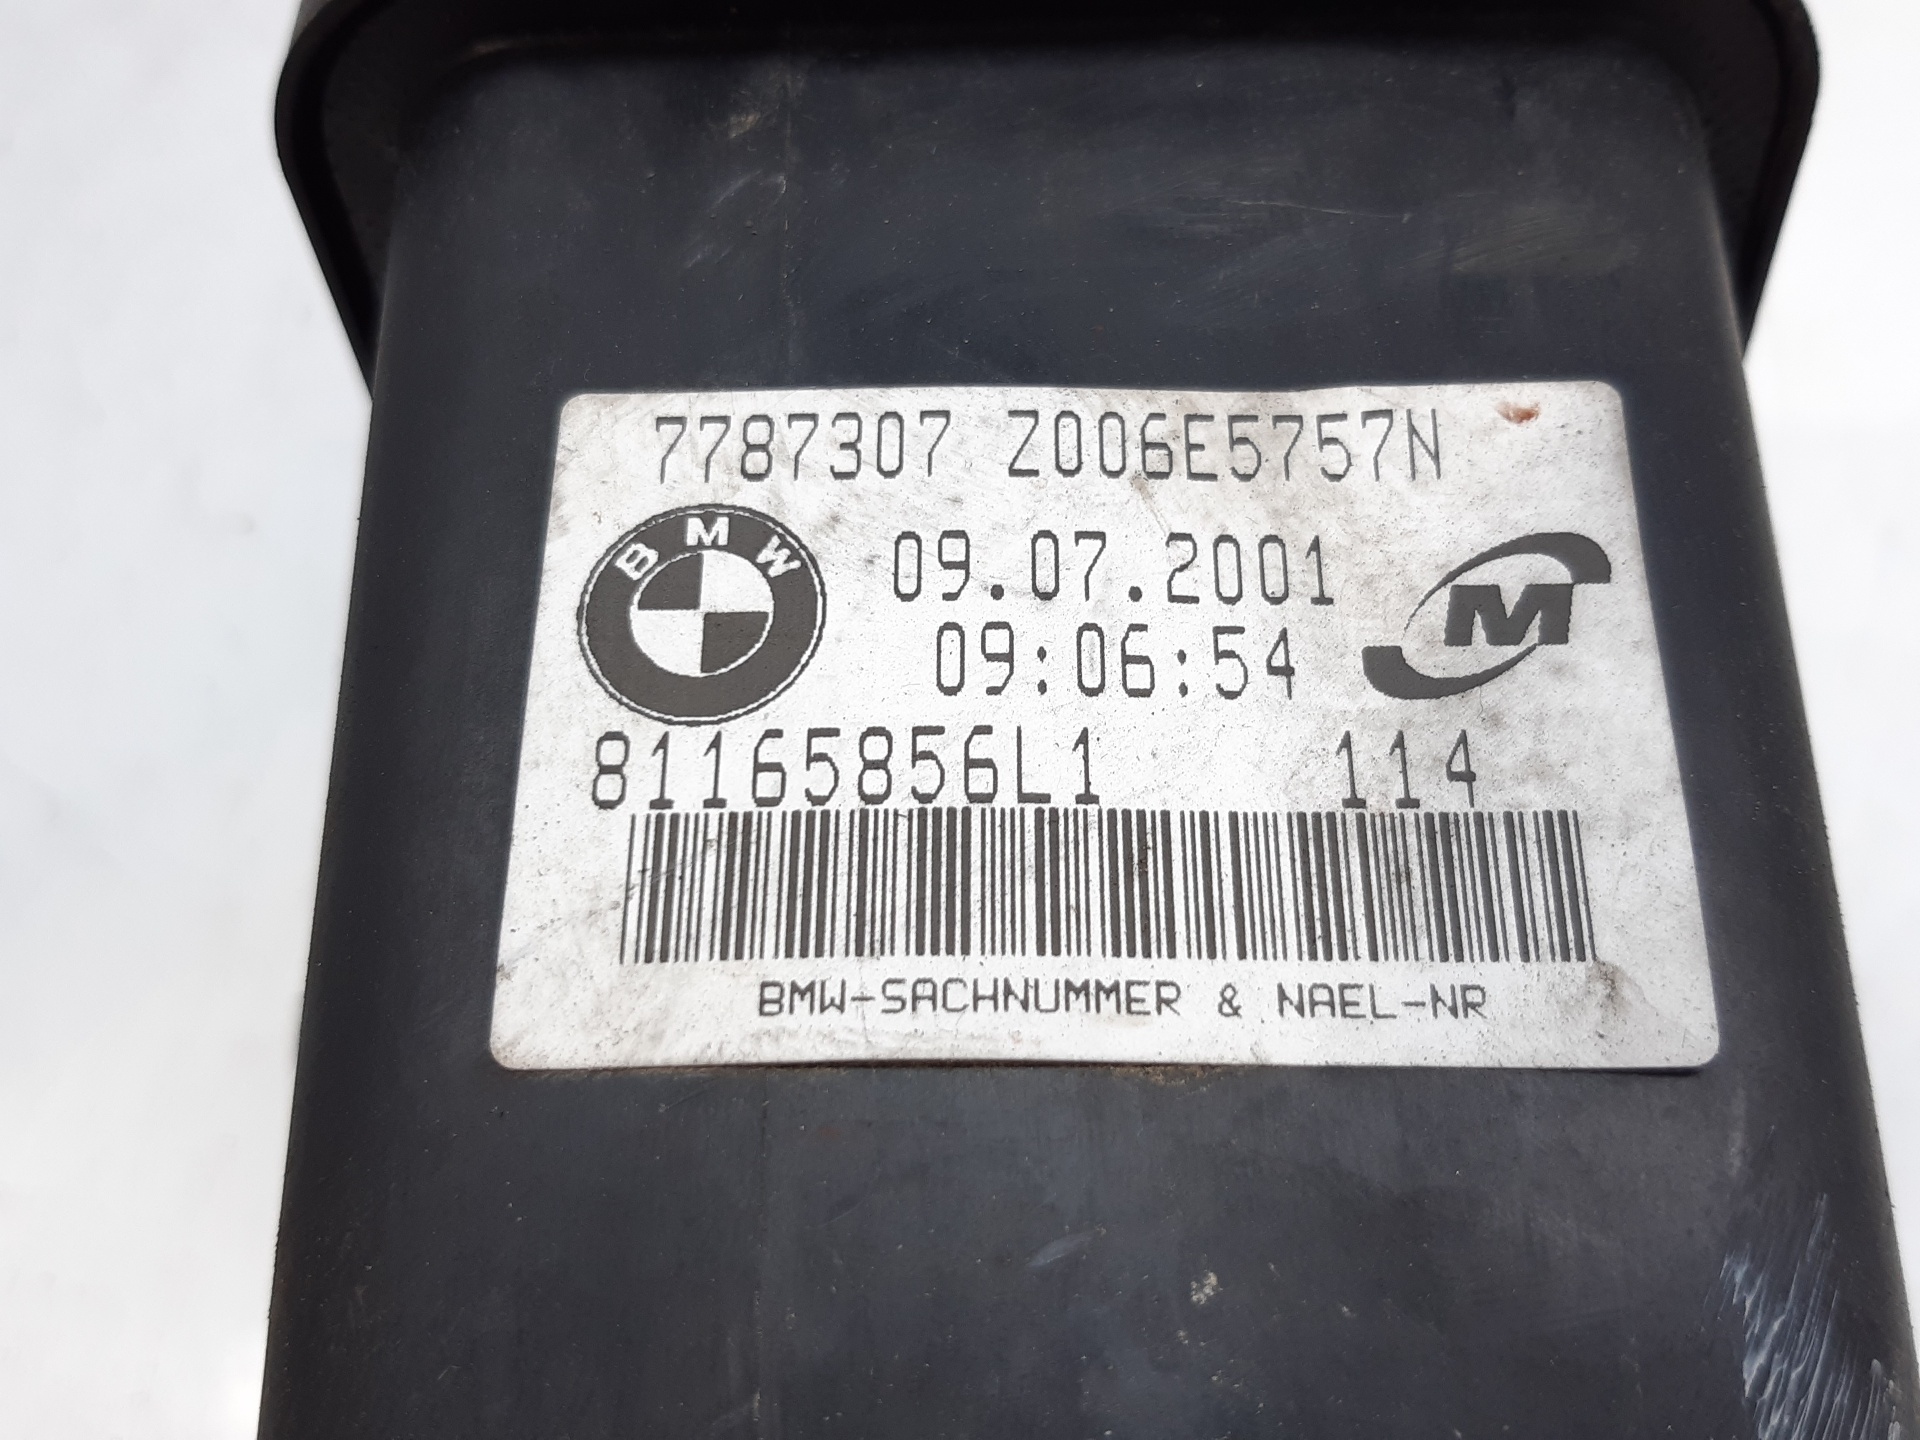 7787307 Z006E5757N
BMW
09.07.2001
M
09:06:54
81165856L1 114
BMW-SACHNUMMER & NAEL-NR